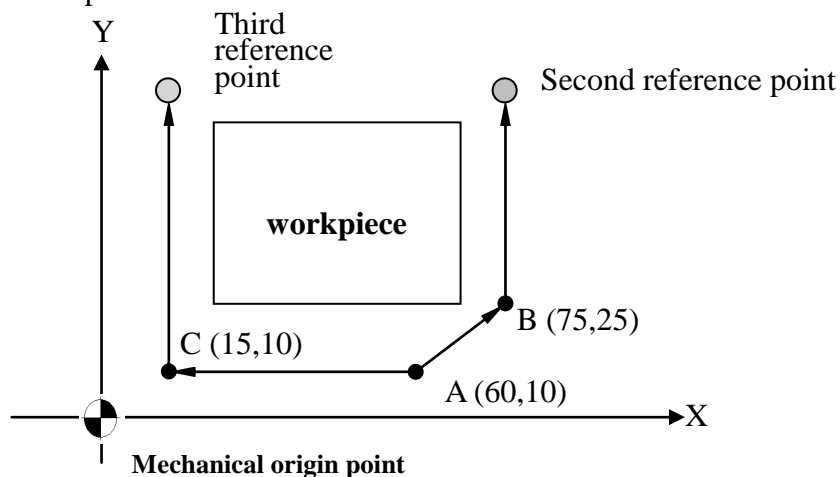 Third
reference
point
Y
Second reference point
workpiece
B (75,25)
C (15,10)
A (60,10)
X
Mechanical origin point